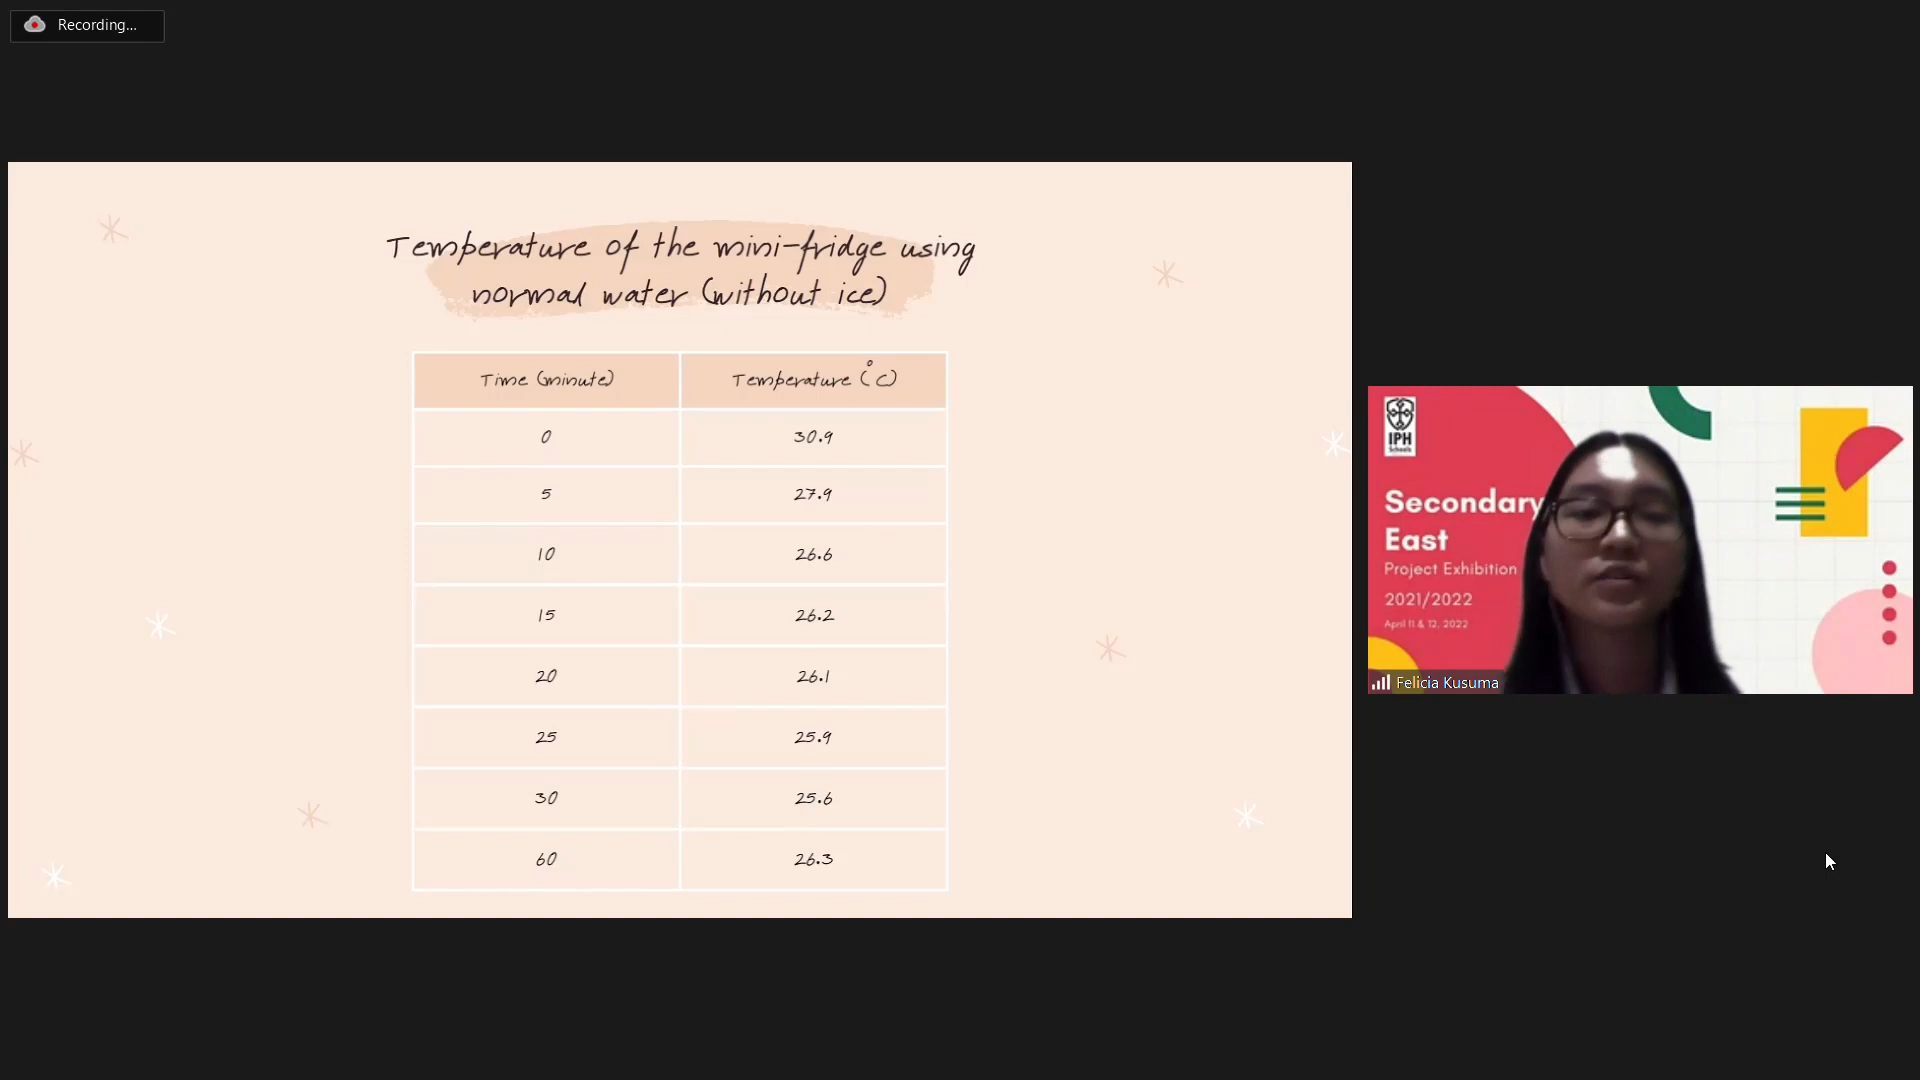 Recording...
Temperature of the mini-fridge using
normal water (without ice)
Time (minute) Temperature (°C)
0 30.9
5 27.9
10 26.6
15 26.2
20 26.1
25 25.9
30 25.6
60 26.3
IPH
Schools
Secondary
East
Project Exhibition
2021/2022
April 11 & 12, 2022
Felicia Kusuma